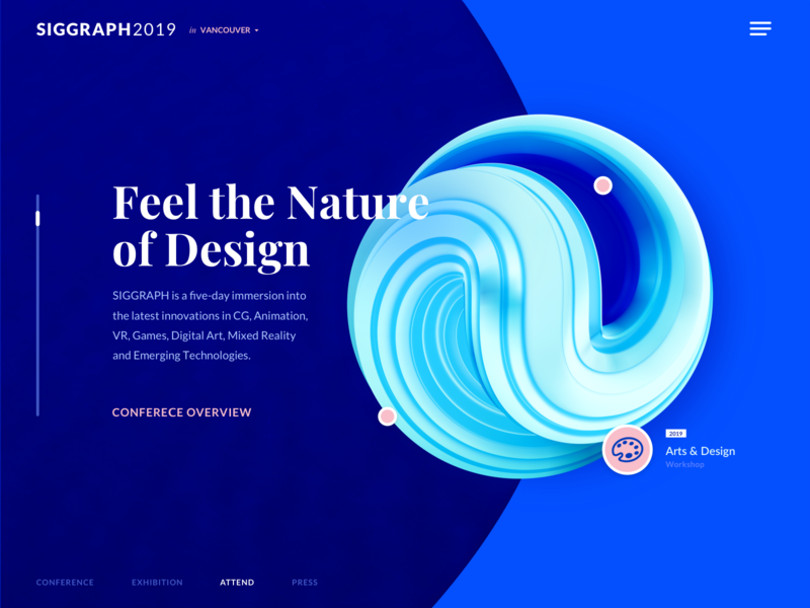 SIGGRAPH2019 in VANCOUVER
Feel the Nature
of Design
SIGGRAPH is a five-day immersion into
the latest innovations in CG, Animation,
VR, Games, Digital Art, Mixed Reality
and Emerging Technologies.
CONFERECE OVERVIEW
2019
Arts & Design
Workshop
CONFERENCE EXHIBITION ATTEND PRESS